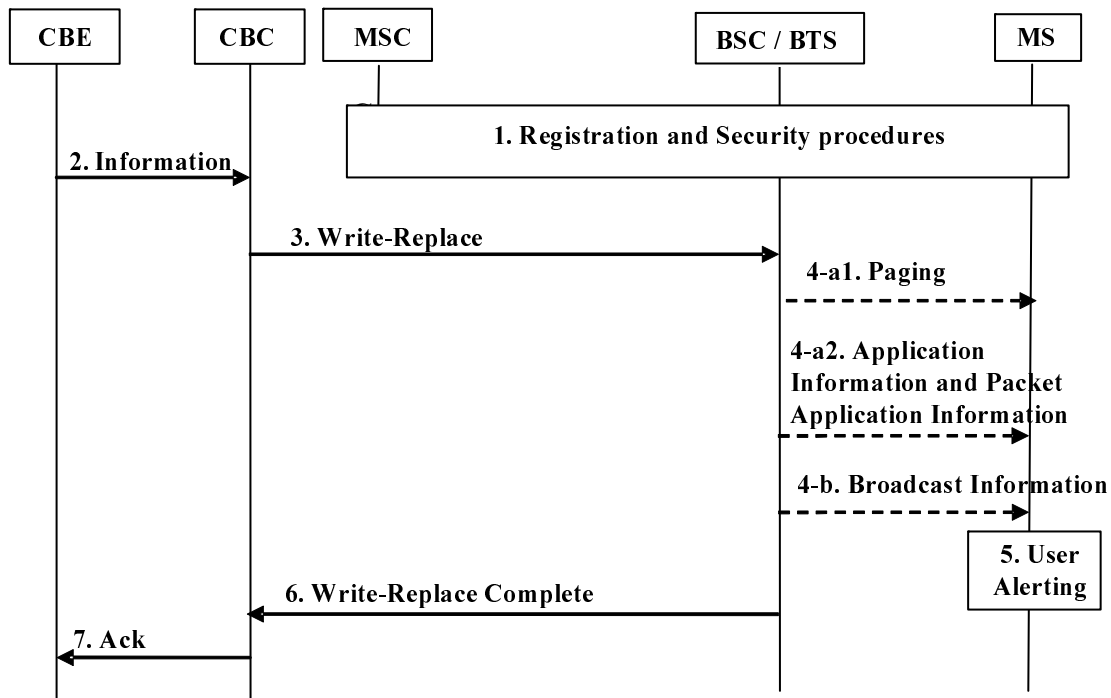 CBE
CBC
MSC
BSC / BTS
MS
1. Registration and Security procedures
2. Information
3. Write-Replace
4-a1. Paging
4-a2. Application
Information and Packet
Application Information
4-b. Broadcast Information
5. User
Alerting
6. Write-Replace Complete
7. Ack